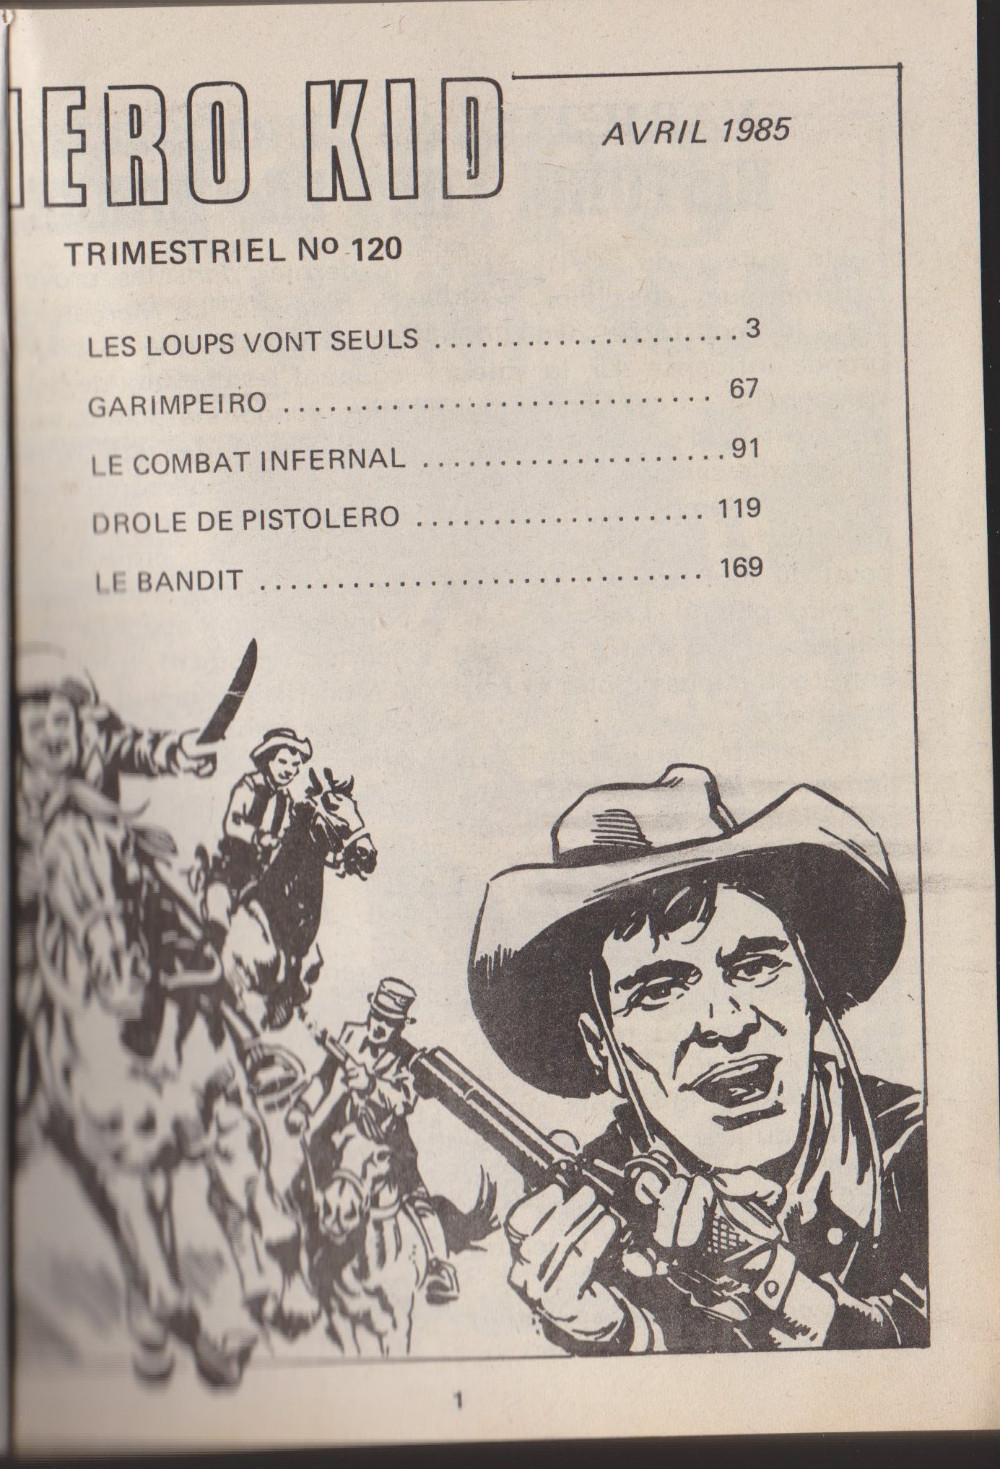 IERO KID
AVRIL 1985
TRIMESTRIEL Nº 120
LES LOUPS VONT SEULS ....................3
GARIMPEIRO ............................ 67
LE COMBAT INFERNAL ....................91
DROLE DE PISTOLERO ................... 119
LE BANDIT ............................. 169
1